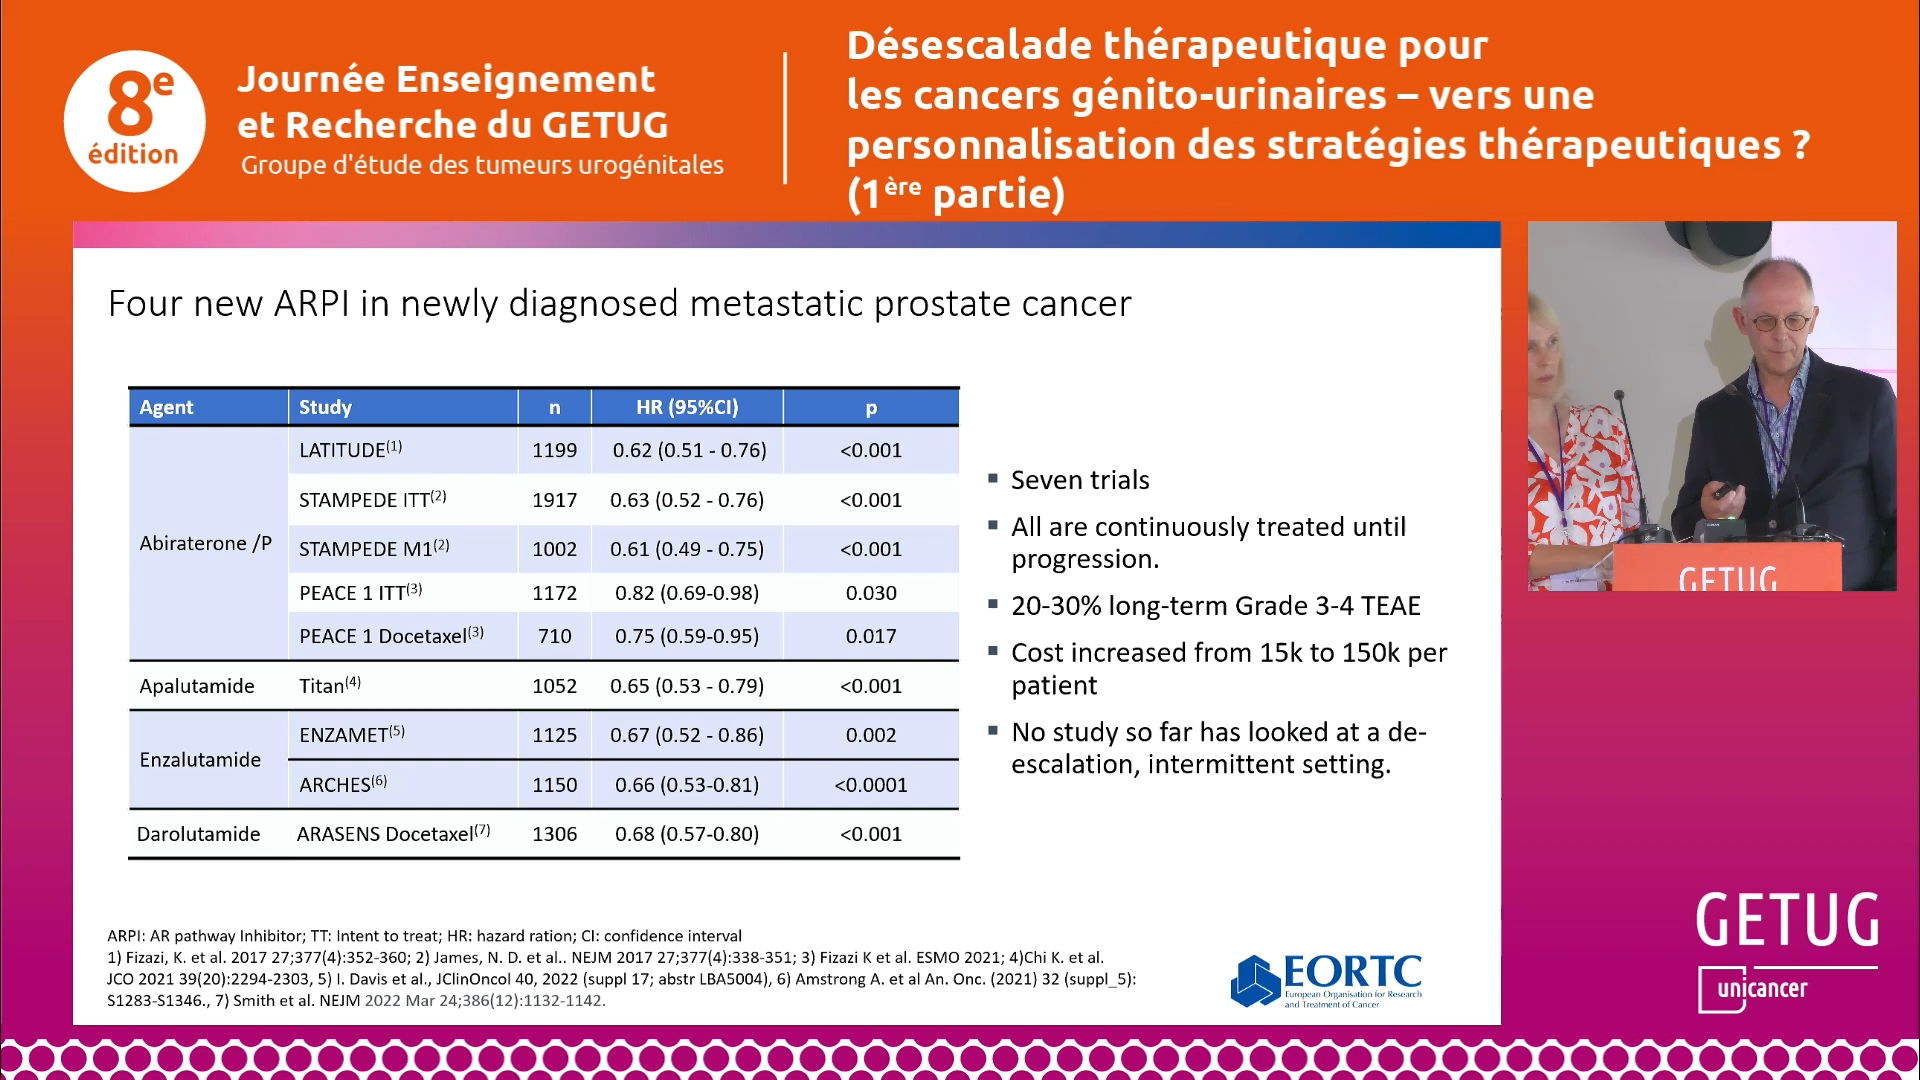 8e
édition
Journée Enseignement
et Recherche du GETUG
Groupe d'étude des tumeurs urogénitales
Désescalade thérapeutique pour
les cancers génito-urinaires – vers une
personnalisation des stratégies thérapeutiques ?
(1ère partie)
Four new ARPI in newly diagnosed metastatic prostate cancer
Agent Study n HR (95%CI) p
Abiraterone /P
LATITUDE(1) 1199 0.62 (0.51 - 0.76) <0.001
STAMPEDE ITT(2) 1917 0.63 (0.52 - 0.76) <0.001
STAMPEDE M1(2) 1002 0.61 (0.49 - 0.75) <0.001
PEACE 1 ITT(3) 1172 0.82 (0.69-0.98) 0.030
PEACE 1 Docetaxel(3) 710 0.75 (0.59-0.95) 0.017
Apalutamide Titan(4) 1052 0.65 (0.53 - 0.79) <0.001
Enzalutamide
ENZAMET(5) 1125 0.67 (0.52 - 0.86) 0.002
ARCHES(6) 1150 0.66 (0.53-0.81) <0.0001
Darolutamide ARASENS Docetaxel(7) 1306 0.68 (0.57-0.80) <0.001
▪ Seven trials
▪ All are continuously treated until
progression.
▪ 20-30% long-term Grade 3-4 TEAE
▪ Cost increased from 15k to 150k per
patient
▪ No study so far has looked at a de-
escalation, intermittent setting.
ARPI: AR pathway Inhibitor; TT: Intent to treat; HR: hazard ration; CI: confidence interval
1) Fizazi, K. et al. 2017 27;377(4):352-360; 2) James, N. D. et al.. NEJM 2017 27;377(4):338-351; 3) Fizazi K et al. ESMO 2021; 4)Chi K. et al.
JCO 2021 39(20):2294-2303, 5) I. Davis et al., JClinOncol 40, 2022 (suppl 17; abstr LBA5004), 6) Amstrong A. et al An. Onc. (2021) 32 (suppl_5):
S1283-S1346., 7) Smith et al. NEJM 2022 Mar 24;386(12):1132-1142.
EORTC
European Organisation for Research
and Treatment of Cancer
GETUG
GETUG
unicancer